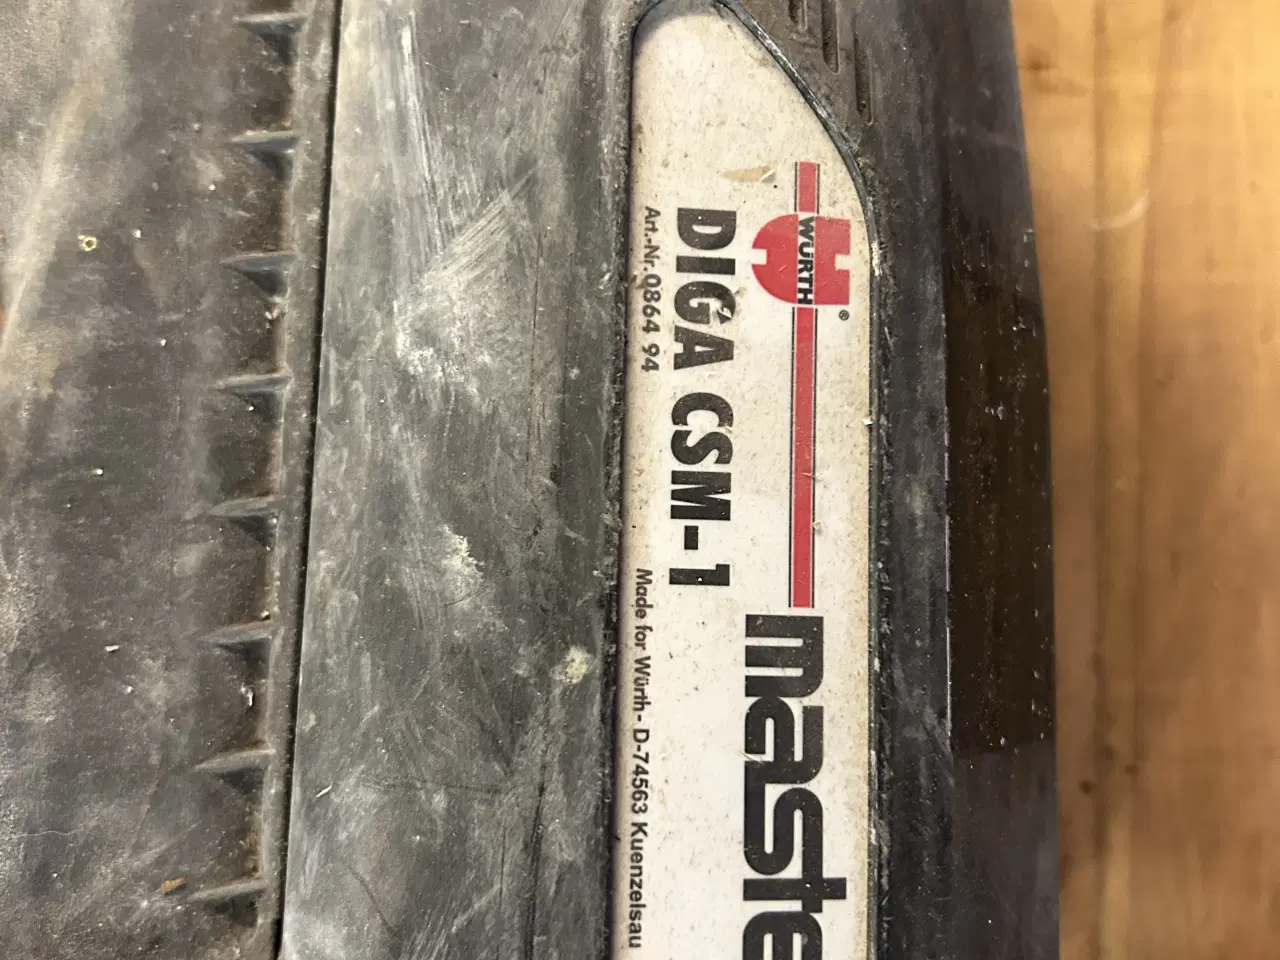 WÜRTH®
maste
DIGA CSM-1
Art.-Nr.0864 94
Made for Würth- D-74563 Kuenzelsau